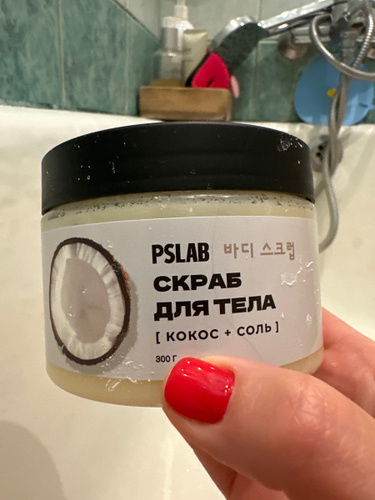 PSLAB 바디 스크럽
СКРАБ
ДЛЯ ТЕЛА
[ КОКОС + СОЛЬ ]
300 Г